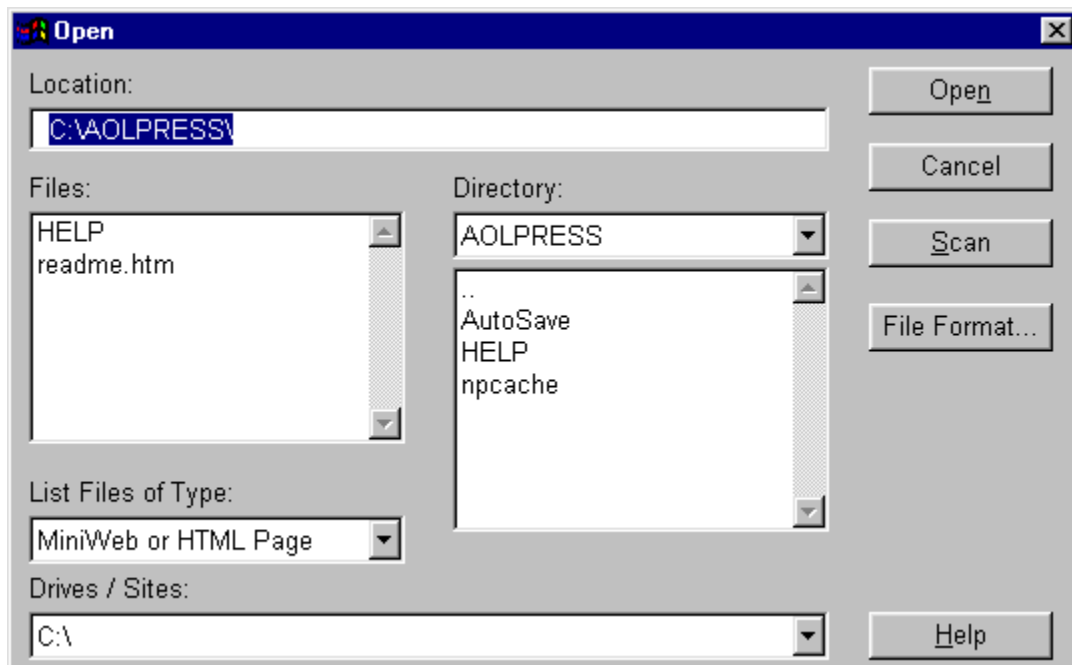 Open
Location:
C:\AOLPRESS\
Open
Cancel
Scan
File Format...
Files:
HELP
readme.htm
Directory:
AOLPRESS
..
AutoSave
HELP
npcache
List Files of Type:
MiniWeb or HTML Page
Drives / Sites:
C:\
Help